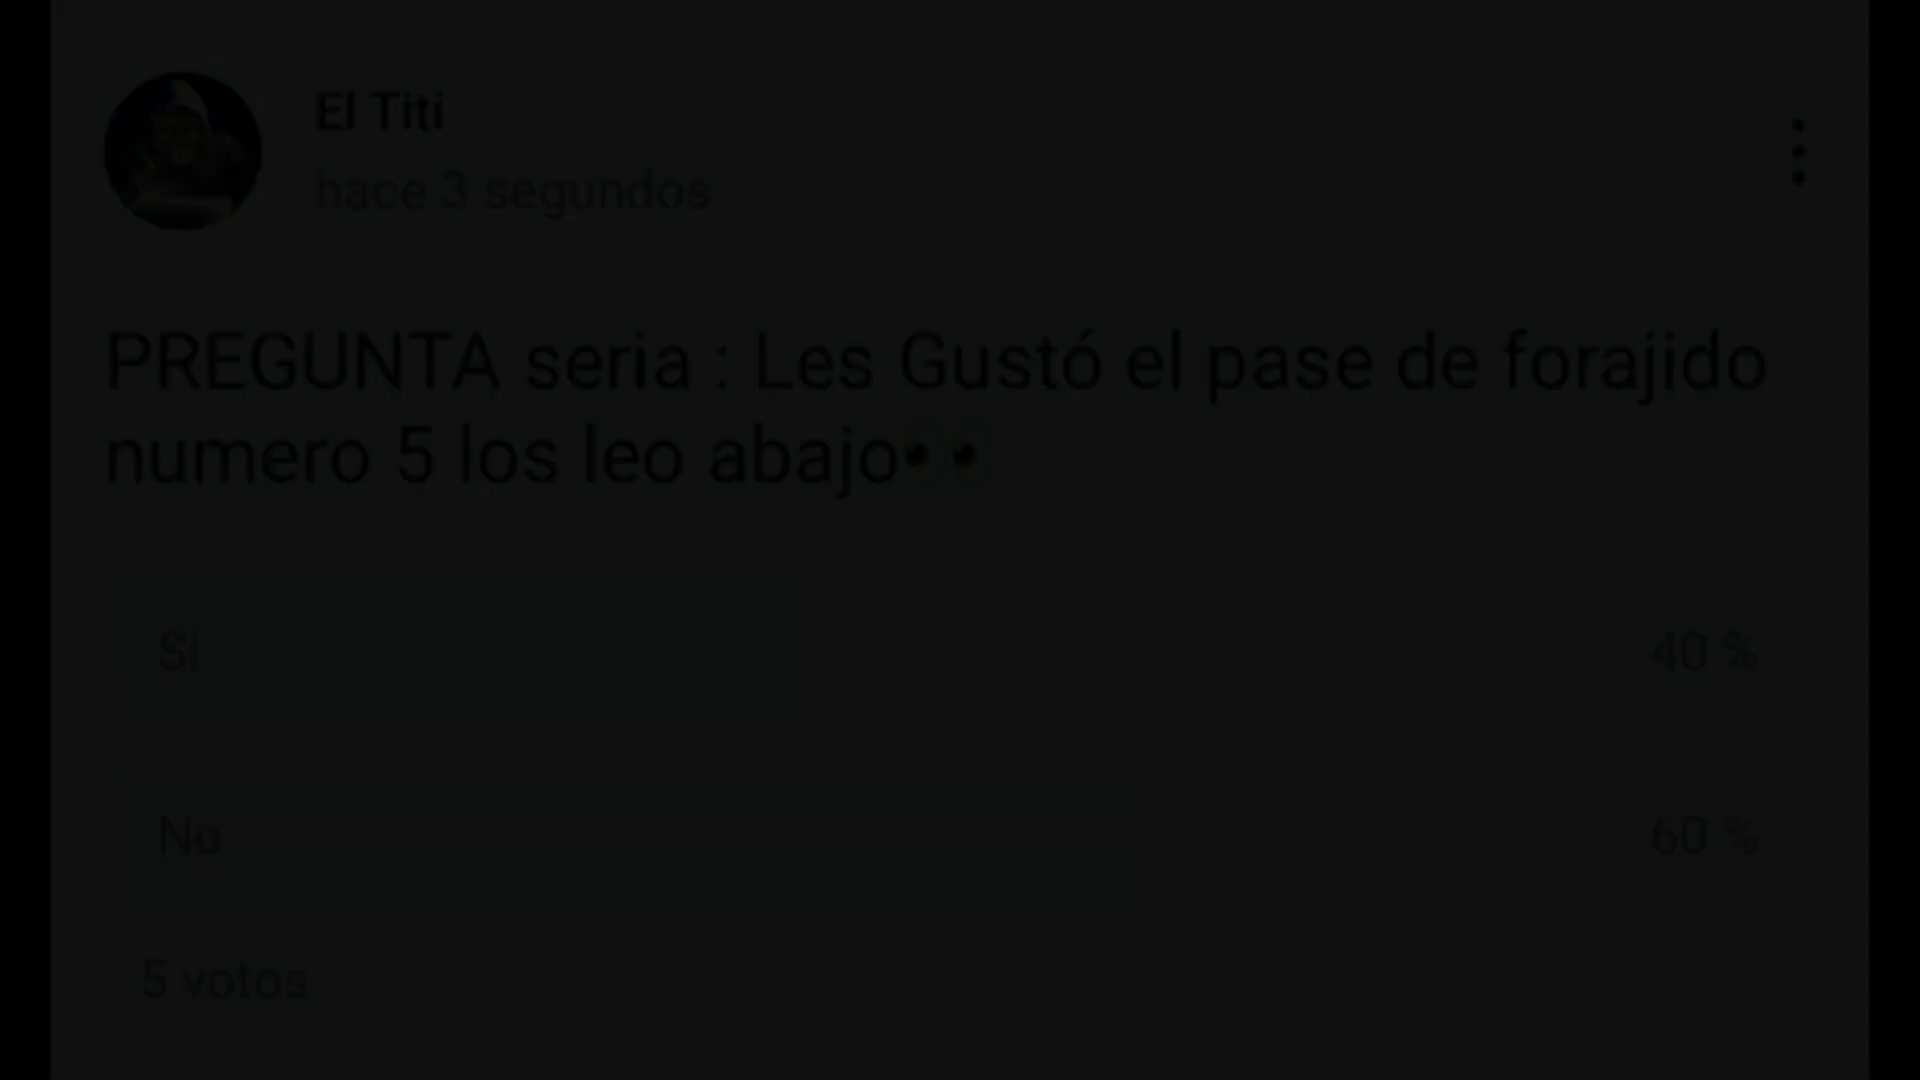 El Titi
hace 3 segundos
PREGUNTA seria : Les Gustó el pase de forajido
numero 5 los leo abajo👀
Si
40 %
No
60 %
5 votos